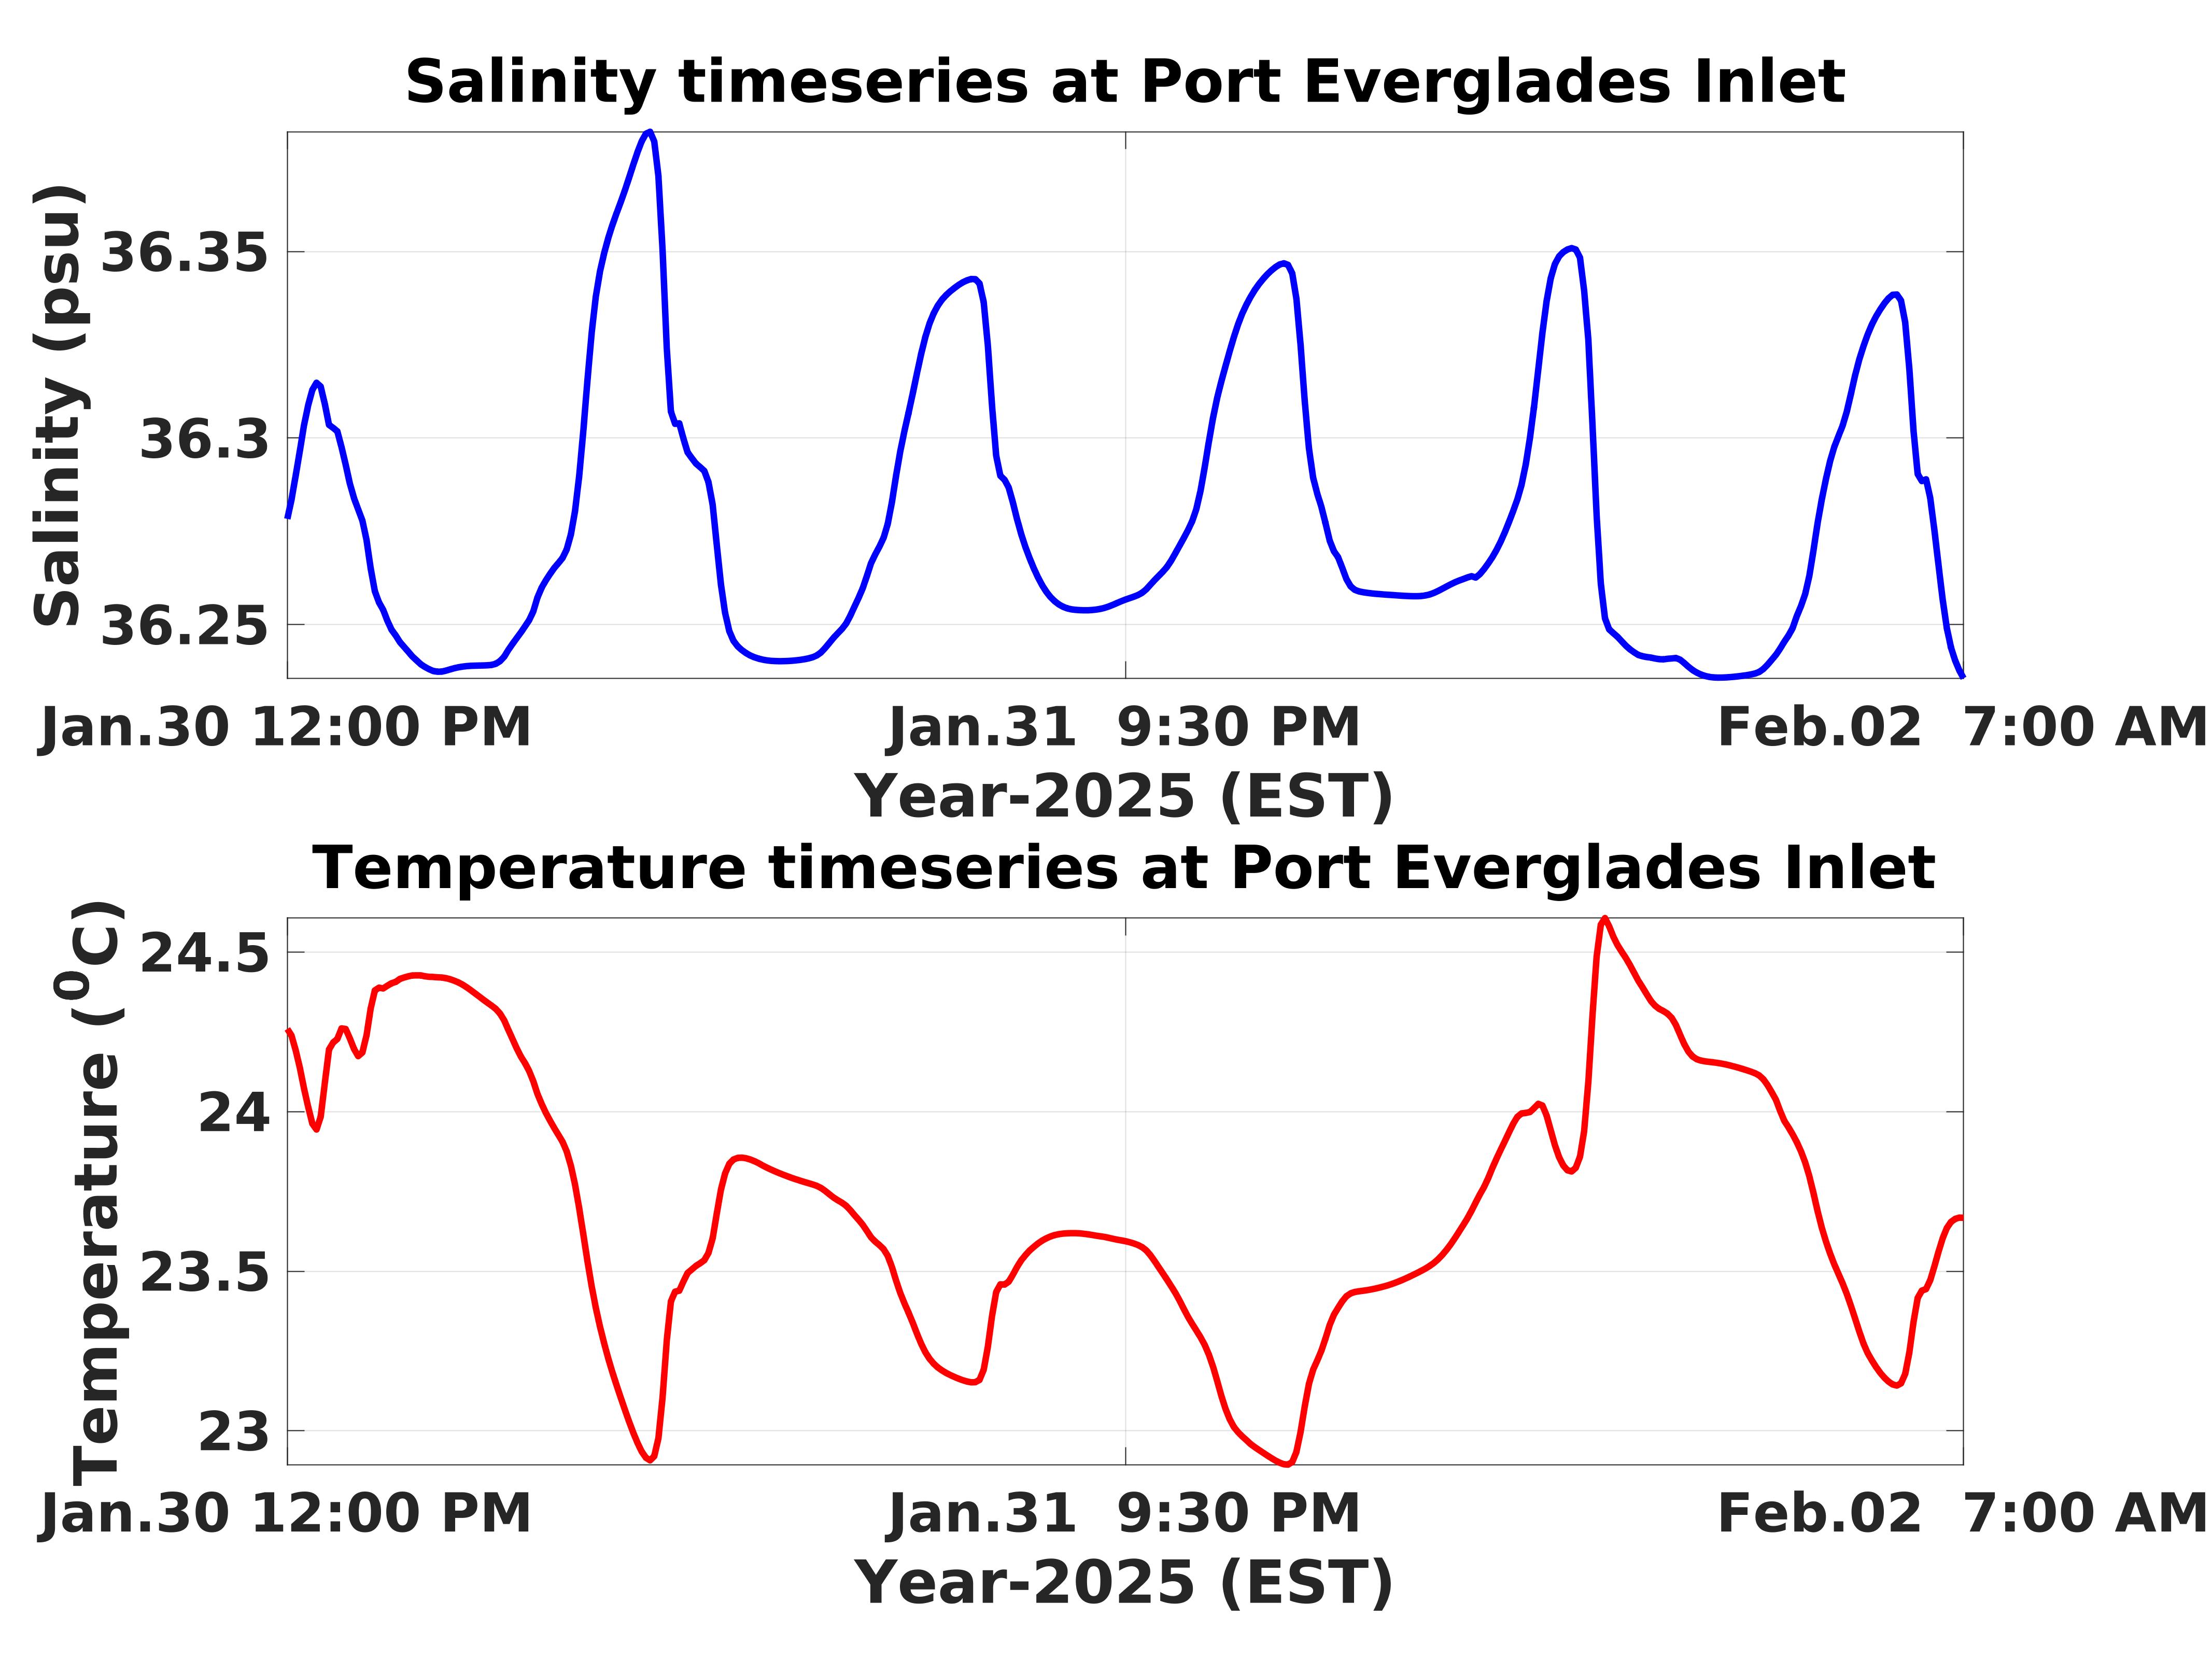 Salinity timeseries at Port Everglades Inlet
Salinity (psu)
36.35
36.3
36.25
Jan.30 12:00 PM
Jan.31  9:30 PM
Feb.02  7:00 AM
Year-2025 (EST)
Temperature timeseries at Port Everglades Inlet
Temperature (⁰C)
24.5
24
23.5
23
Jan.30 12:00 PM
Jan.31  9:30 PM
Feb.02  7:00 AM
Year-2025 (EST)